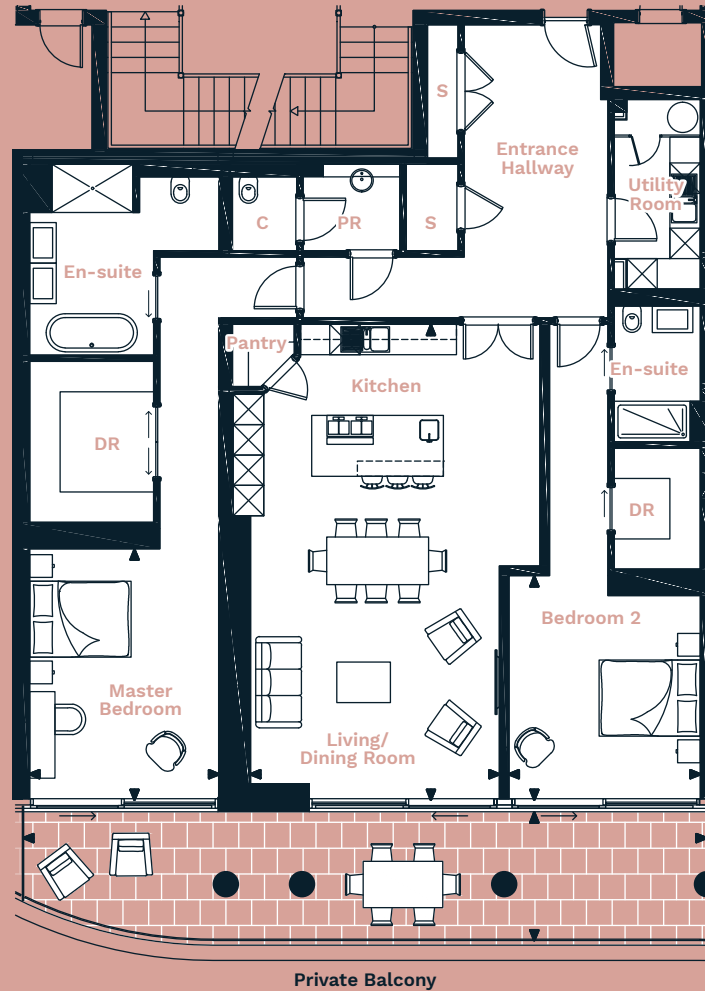 S
Entrance
Hallway
Utility
Room
C
PR
S
En-suite
Pantry
Kitchen
En-suite
DR
DR
Bedroom 2
Master
Bedroom
Living/
Dining Room
Private Balcony